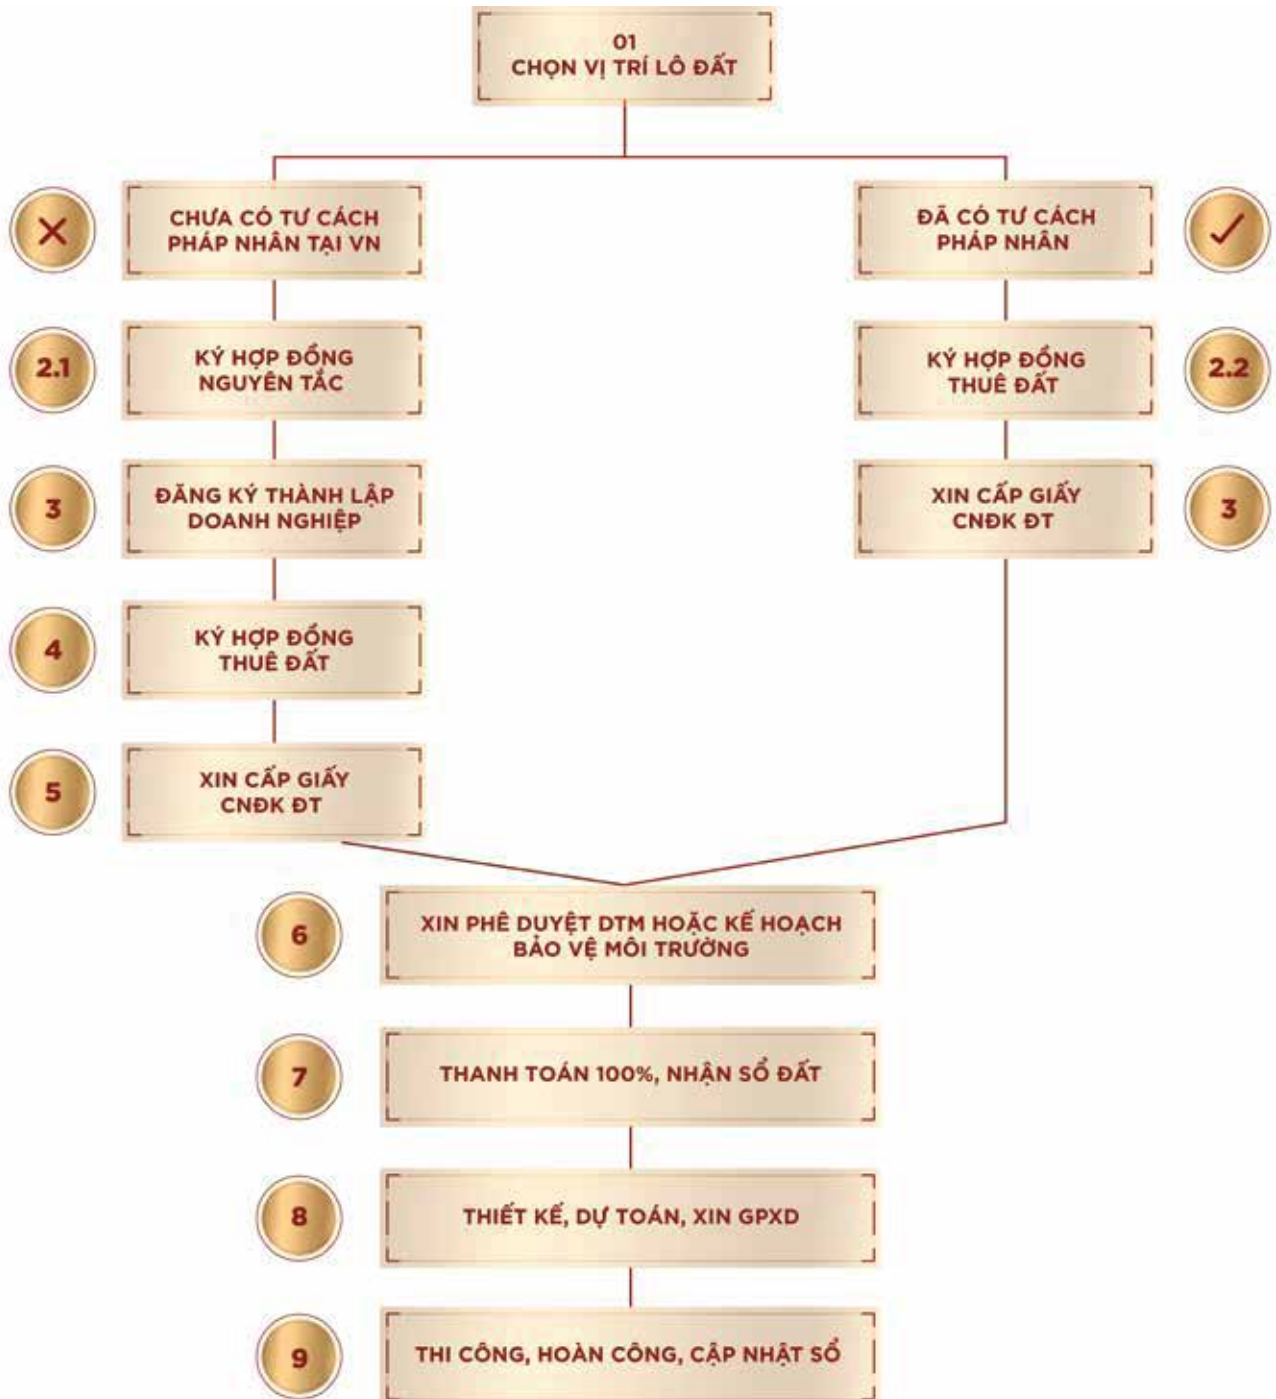 01
CHỌN VỊ TRÍ LÔ ĐẤT
CHƯA CÓ TƯ CÁCH
PHÁP NHÂN TẠI VN
ĐÃ CÓ TƯ CÁCH
PHÁP NHÂN
2.1
KÝ HỢP ĐỒNG
NGUYÊN TẮC
KÝ HỢP ĐỒNG
THUÊ ĐẤT
2.2
3
ĐĂNG KÝ THÀNH LẬP
DOANH NGHIỆP
XIN CẤP GIẤY
CNĐK ĐT
3
4
KÝ HỢP ĐỒNG
THUÊ ĐẤT
5
XIN CẤP GIẤY
CNĐK ĐT
6
XIN PHÊ DUYỆT DTM HOẶC KẾ HOẠCH
BẢO VỆ MÔI TRƯỜNG
7
THANH TOÁN 100%, NHẬN SỔ ĐẤT
8
THIẾT KẾ, DỰ TOÁN, XIN GPXD
9
THI CÔNG, HOÀN CÔNG, CẬP NHẬT SỔ